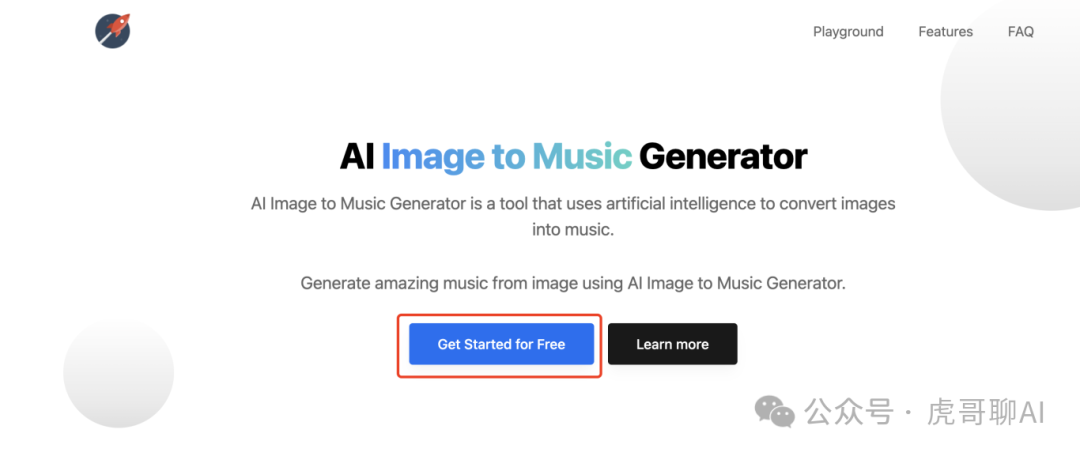 Playground Features FAQ
AI Image to Music Generator
AI Image to Music Generator is a tool that uses artificial intelligence to convert images
into music.
Generate amazing music from image using AI Image to Music Generator.
Get Started for Free Learn more
公众号 · 虎哥聊AI